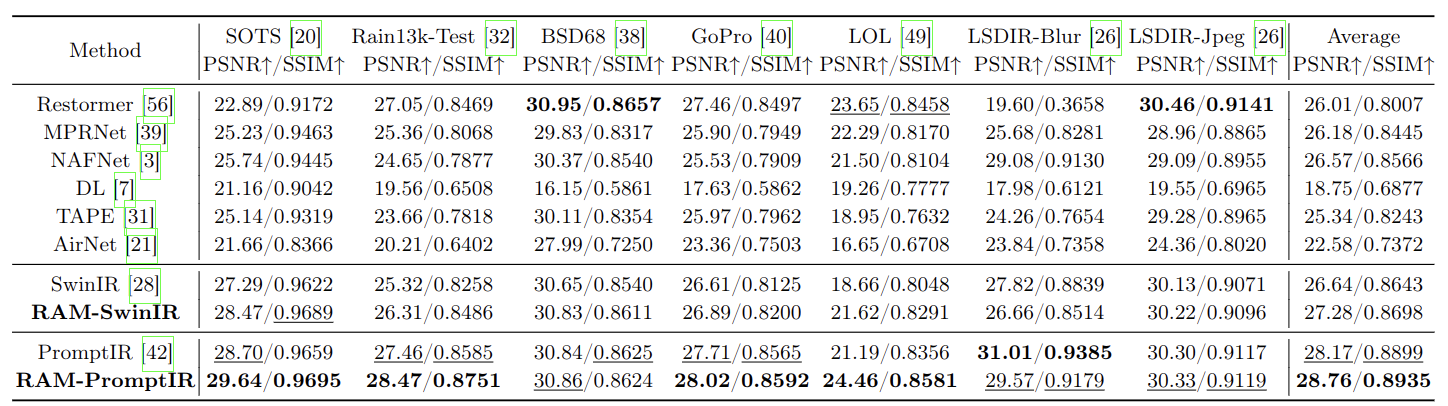 Method SOTS [20] Rain13k-Test [32] BSD68 [38] GoPro [40] LOL [49] LSDIR-Blur [26] LSDIR-Jpeg [26] Average
PSNR↑/SSIM↑ PSNR↑/SSIM↑ PSNR↑/SSIM↑ PSNR↑/SSIM↑ PSNR↑/SSIM↑ PSNR↑/SSIM↑ PSNR↑/SSIM↑ PSNR↑/SSIM↑
Restormer [56] 22.89/0.9172 27.05/0.8469 30.95/0.8657 27.46/0.8497 23.65/0.8458 19.60/0.3658 30.46/0.9141 26.01/0.8007
MPRNet [39] 25.23/0.9463 25.36/0.8068 29.83/0.8317 25.90/0.7949 22.29/0.8170 25.68/0.8281 28.96/0.8865 26.18/0.8445
NAFNet [3] 25.74/0.9445 24.65/0.7877 30.37/0.8540 25.53/0.7909 21.50/0.8104 29.08/0.9130 29.09/0.8955 26.57/0.8566
DL [7] 21.16/0.9042 19.56/0.6508 16.15/0.5861 17.63/0.5862 19.26/0.7777 17.98/0.6121 19.55/0.6965 18.75/0.6877
TAPE [31] 25.14/0.9319 23.66/0.7818 30.11/0.8354 25.97/0.7962 18.95/0.7632 24.26/0.7654 29.28/0.8965 25.34/0.8243
AirNet [21] 21.66/0.8366 20.21/0.6402 27.99/0.7250 23.36/0.7503 16.65/0.6708 23.84/0.7358 24.36/0.8020 22.58/0.7372
SwinIR [28] 27.29/0.9622 25.32/0.8258 30.65/0.8540 26.61/0.8125 18.66/0.8048 27.82/0.8839 30.13/0.9071 26.64/0.8643
RAM-SwinIR 28.47/0.9689 26.31/0.8486 30.83/0.8611 26.89/0.8200 21.62/0.8291 26.66/0.8514 30.22/0.9096 27.28/0.8698
PromptIR [42] 28.70/0.9659 27.46/0.8585 30.84/0.8625 27.71/0.8565 21.19/0.8356 31.01/0.9385 30.30/0.9117 28.17/0.8899
RAM-PromptIR 29.64/0.9695 28.47/0.8751 30.86/0.8624 28.02/0.8592 24.46/0.8581 29.57/0.9179 30.33/0.9119 28.76/0.8935